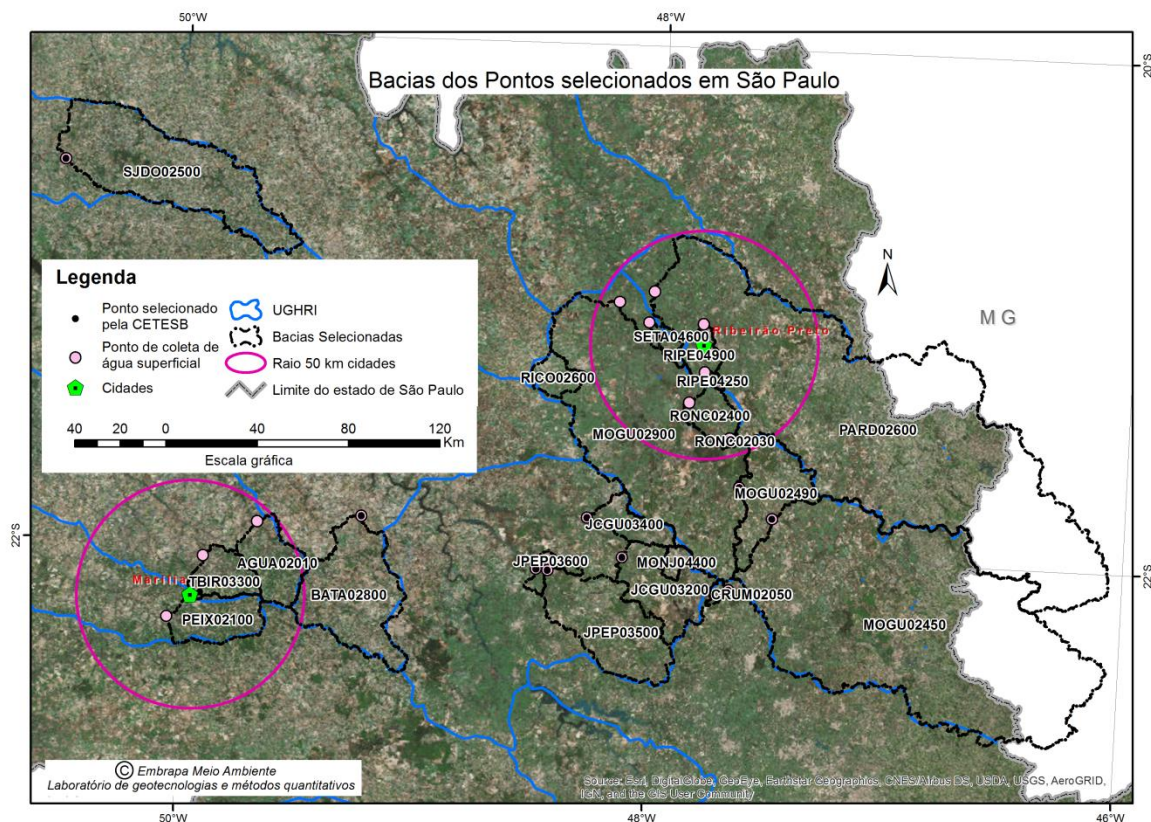 50°W
48°W
20°S
20°S
Bacias dos Pontos selecionados em São Paulo
SJDO02500
N
MG
Legenda
Ponto selecionado
pela CETESB
Ponto de coleta de
água superficial
Cidades
UGHRI
Bacias Selecionadas
Raio 50 km cidades
Limite do estado de São Paulo
40 20 0 40 80 120
Km
Escala gráfica
SETA04600
Ribeirão Preto
RIPE04900
RICO02600
RIPE04250
RONC02400
MOGU02900
RONC02030
PARD02600
MOGU02490
22°S
22°S
JCGU03400
AGUA02010
JPEP03600
MONJ04400
Marilia
TBIR03300
BATA02800
JCGU03200
CRUM02050
PEIX02100
JPEP03500
MOGU02450
© Embrapa Meio Ambiente
Laboratório de geotecnologias e métodos quantitativos
Source: Esri, DigitalGlobe, GeoEye, Earthstar Geographics, CNES/Airbus DS, USDA, USGS, AeroGRID,
IGN, and the GIS User Community
50°W
48°W
46°W